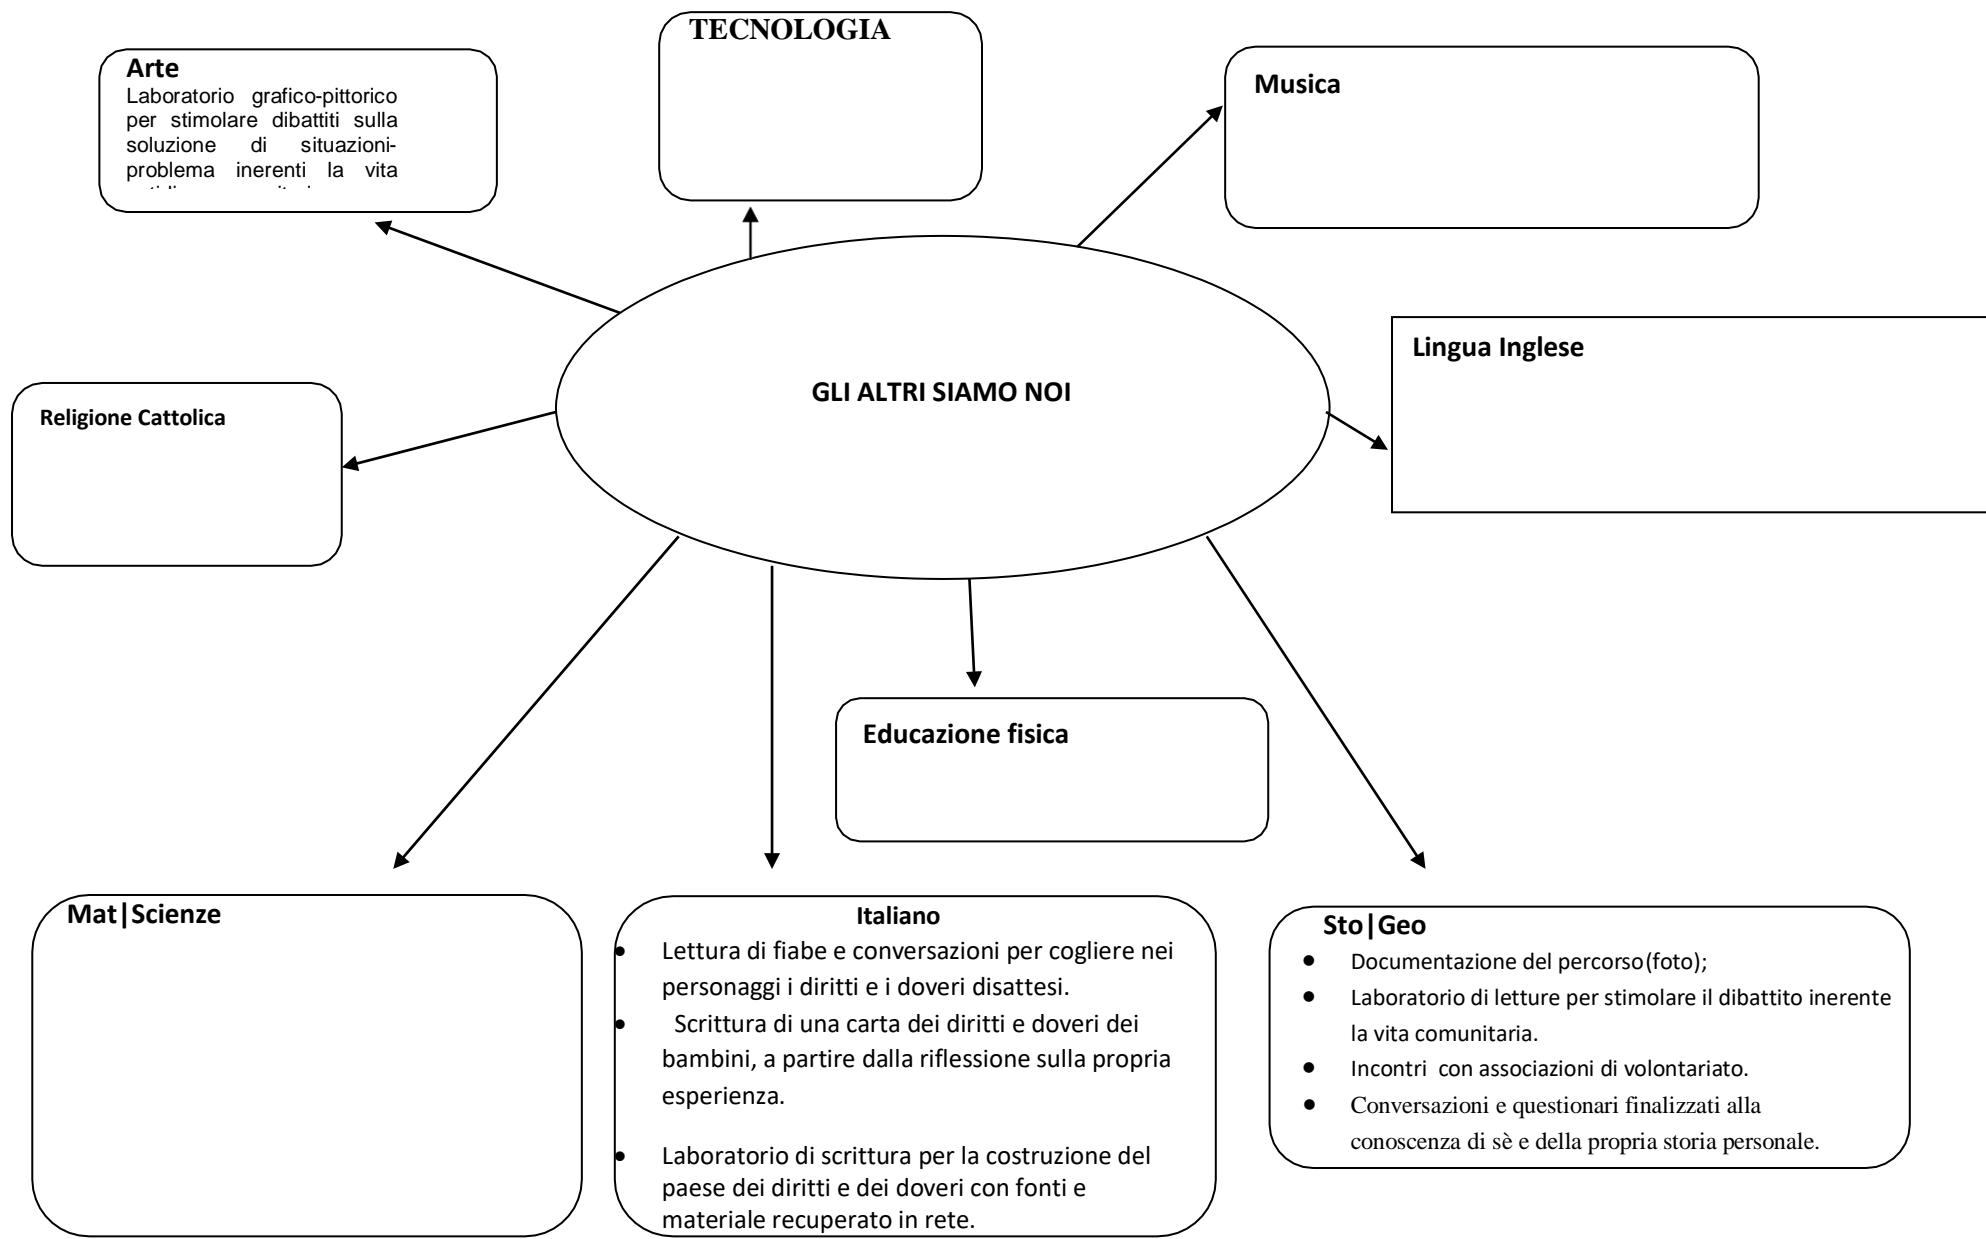 TECNOLOGIA
Arte
Laboratorio grafico-pittorico
per stimolare dibattiti sulla
soluzione di situazioni-
problema inerenti la vita
Musica
Lingua Inglese
GLI ALTRI SIAMO NOI
Religione Cattolica
Educazione fisica
Mat|Scienze
Italiano
• Lettura di fiabe e conversazioni per cogliere nei
personaggi i diritti e i doveri disattesi.
• Scrittura di una carta dei diritti e doveri dei
bambini, a partire dalla riflessione sulla propria
esperienza.
• Laboratorio di scrittura per la costruzione del
paese dei diritti e dei doveri con fonti e
materiale recuperato in rete.
Sto|Geo
• Documentazione del percorso(foto);
• Laboratorio di letture per stimolare il dibattito inerente
la vita comunitaria.
• Incontri con associazioni di volontariato.
• Conversazioni e questionari finalizzati alla
conoscenza di sè e della propria storia personale.